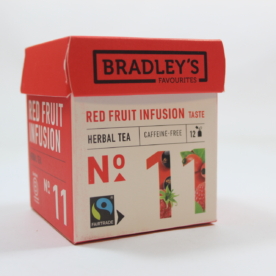 BRADLEY'S
FAVOURITES
RED FRUIT INFUSION TASTE
HERBAL TEA
CAFFEINE-FREE
12
No 11
FAIRTRADE
RED FRUIT
INFUSION
No 11